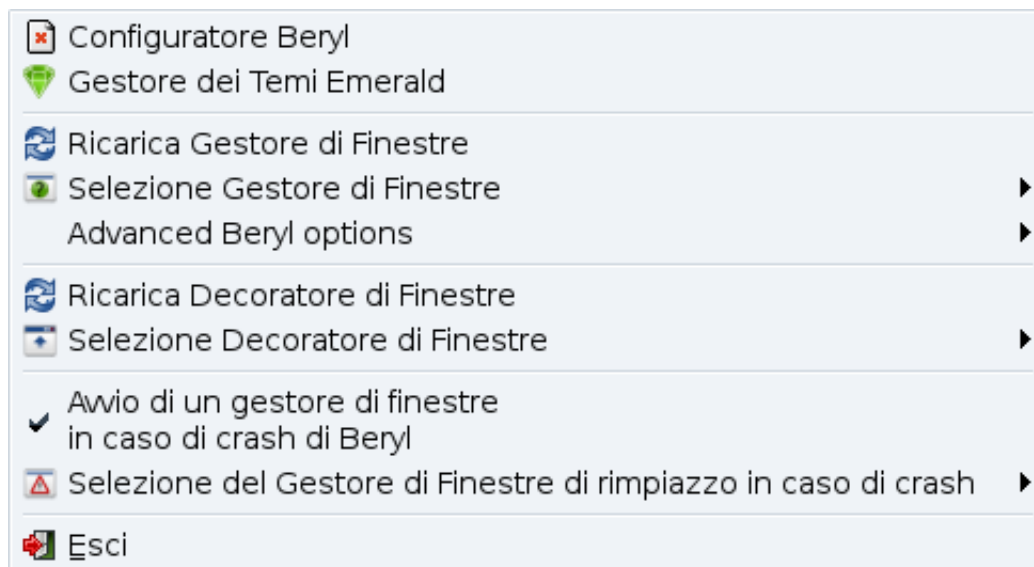 Configuratore Beryl
Gestore dei Temi Emerald
Ricarica Gestore di Finestre
Selezione Gestore di Finestre
Advanced Beryl options
Ricarica Decoratore di Finestre
Selezione Decoratore di Finestre
Avvio di un gestore di finestre
in caso di crash di Beryl
Selezione del Gestore di Finestre di rimpiazzo in caso di crash
Esci